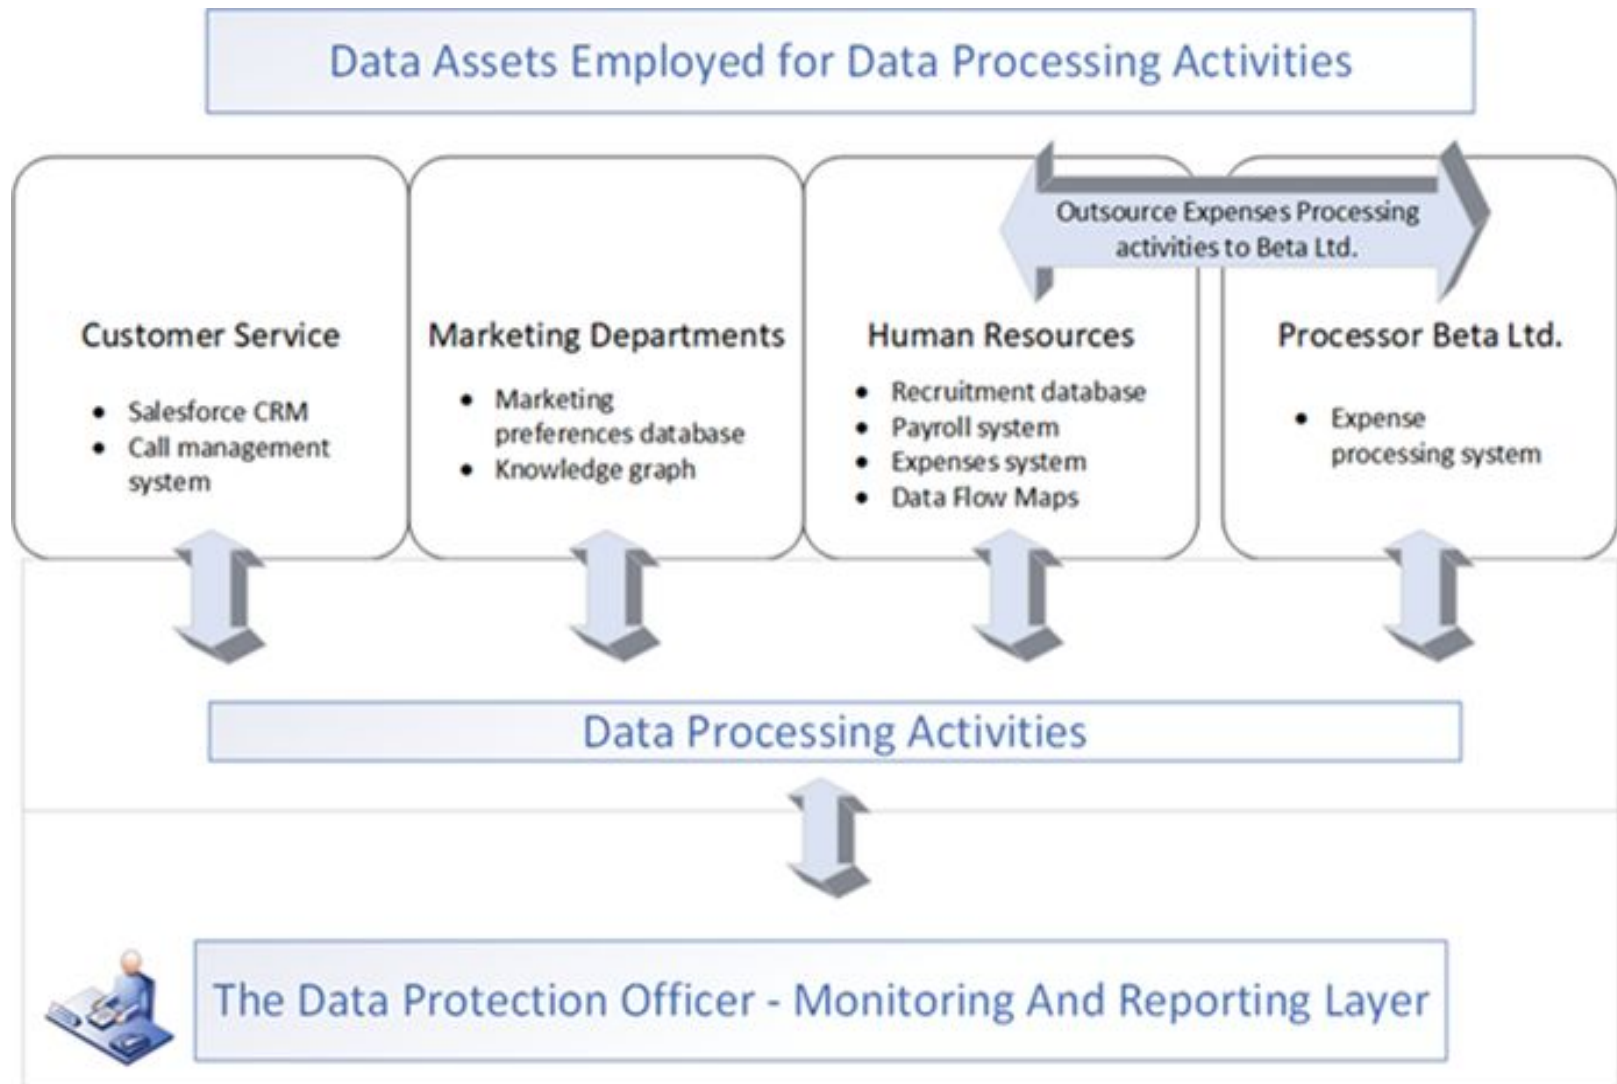 Data Assets Employed for Data Processing Activities
Outsource Expenses Processing
activities to Beta Ltd.
Customer Service
• Salesforce CRM
• Call management
system
Marketing Departments
• Marketing
preferences database
• Knowledge graph
Human Resources
• Recruitment database
• Payroll system
• Expenses system
• Data Flow Maps
Processor Beta Ltd.
• Expense
processing system
Data Processing Activities
The Data Protection Officer - Monitoring And Reporting Layer